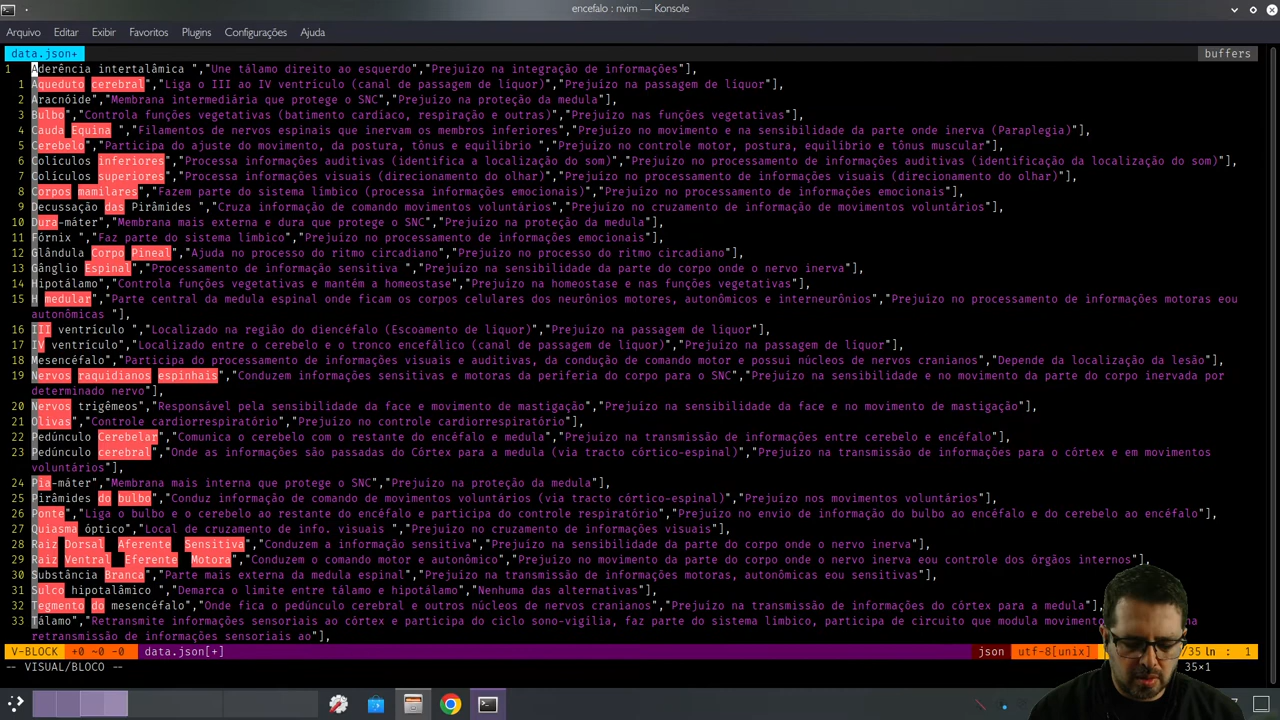 encefalo : nvim — Konsole
Arquivo Editar Exibir Favoritos Plugins Configurações Ajuda
data.json+ buffers
1 Aderência intertalâmica ","Une tálamo direito ao esquerdo","Prejuízo na integração de informações"],
1 Aqueduto cerebral","Liga o III ao IV ventrículo (canal de passagem de líquor)","Prejuízo na passagem de líquor"],
2 Aracnóide","Membrana intermediária que protege o SNC","Prejuízo na proteção da medula"],
3 Bulbo","Controla funções vegetativas (batimento cardíaco, respiração e outras)","Prejuízo nas funções vegetativas"],
4 Cauda Equina ","Filamentos de nervos espinais que inervam os membros inferiores","Prejuízo no movimento e na sensibilidade da parte onde inerva (Paraplegia)"],
5 Cerebelo","Participa do ajuste do movimento, da postura, tônus e equilíbrio ","Prejuízo no controle motor, postura, equilíbrio e tônus muscular"],
6 Colículos inferiores","Processa informações auditivas (identifica a localização do som)","Prejuízo no processamento de informações auditivas (identificação da localização do som)"],
7 Colículos superiores","Processa informações visuais (direcionamento do olhar)","Prejuízo no processamento de informações visuais (direcionamento do olhar)"],
8 Corpos mamilares","Fazem parte do sistema límbico (processa informações emocionais)","Prejuízo no processamento de informações emocionais"],
9 Decussação das Pirâmides ","Cruza informação de comando movimentos voluntários","Prejuízo no cruzamento de informação de movimentos voluntários"],
10 Dura-máter","Membrana mais externa e dura que protege o SNC","Prejuízo na proteção da medula"],
11 Fórnix ","Faz parte do sistema límbico","Prejuízo no processamento de informações emocionais"],
12 Glândula Corpo Pineal","Ajuda no processo do ritmo circadiano","Prejuízo no processo do ritmo circadiano"],
13 Gânglio Espinal","Processamento de informação sensitiva ","Prejuízo na sensibilidade da parte do corpo onde o nervo inerva"],
14 Hipotálamo","Controla funções vegetativas e mantém a homeostase","Prejuízo na homeostase e nas funções vegetativas"],
15 H medular","Parte central da medula espinal onde ficam os corpos celulares dos neurônios motores, autonômicos e interneurônios","Prejuízo no processamento de informações motoras eou
autonômicas "],
16 III ventrículo ","Localizado na região do diencéfalo (Escoamento de liquor)","Prejuízo na passagem de líquor"],
17 IV ventrículo","Localizado entre o cerebelo e o tronco encefálico (canal de passagem de líquor)","Prejuízo na passagem de líquor"],
18 Mesencéfalo","Participa do processamento de informações visuais e auditivas, da condução de comando motor e possui núcleos de nervos cranianos","Depende da localização da lesão"],
19 Nervos raquidianos espinhais","Conduzem informações sensitivas e motoras da periferia do corpo para o SNC","Prejuízo na sensibilidade e no movimento da parte do corpo inervada por
determinado nervo"],
20 Nervos trigêmeos","Responsável pela sensibilidade da face e movimento de mastigação","Prejuízo na sensibilidade da face e no movimento de mastigação"],
21 Olivas","Controle cardiorrespiratório","Prejuízo no controle cardiorrespiratório"],
22 Pedúnculo Cerebelar","Comunica o cerebelo com o restante do encéfalo e medula","Prejuízo na transmissão de informações entre cerebelo e encéfalo"],
23 Pedúnculo cerebral","Onde as informações são passadas do Córtex para a medula (via tracto córtico-espinal)","Prejuízo na transmissão de informações para o córtex e em movimentos
voluntários"],
24 Pia-máter","Membrana mais interna que protege o SNC","Prejuízo na proteção da medula"],
25 Pirâmides do bulbo","Conduz informação de comando de movimentos voluntários (via tracto córtico-espinal)","Prejuízo nos movimentos voluntários"],
26 Ponte","Liga o bulbo e o cerebelo ao restante do encéfalo e participa do controle respiratório","Prejuízo no envio de informação do bulbo ao encéfalo e do cerebelo ao encéfalo"],
27 Quiasma óptico","Local de cruzamento de info. visuais ","Prejuízo no cruzamento de informações visuais"],
28 Raiz Dorsal Aferente Sensitiva","Conduzem a informação sensitiva","Prejuízo na sensibilidade da parte do corpo onde o nervo inerva"],
29 Raiz Ventral Eferente Motora","Conduzem o comando motor e autonômico","Prejuízo no movimento da parte do corpo onde o nervo inerva eou controle dos órgãos internos"],
30 Substância Branca","Parte mais externa da medula espinal","Prejuízo na transmissão de informações motoras, autonômicas eou sensitivas"],
31 Sulco hipotalâmico ","Demarca o limite entre tálamo e hipotálamo","Nenhuma das alternativas"],
32 Tegmento do mesencéfalo","Onde fica o pedúnculo cerebral e outros núcleos de nervos cranianos","Prejuízo na transmissão de informações do córtex para a medula"],
33 Tálamo","Retransmite informações sensoriais ao córtex e participa do ciclo sono-vigília, faz parte do sistema límbico, participa de circuito que modula movimento
retransmissão de informações sensoriais ao"],
V-BLOCK +0 ~0 -0 data.json[+] json utf-8[unix] /35 ln : 1
-- VISUAL/BLOCO -- 35×1